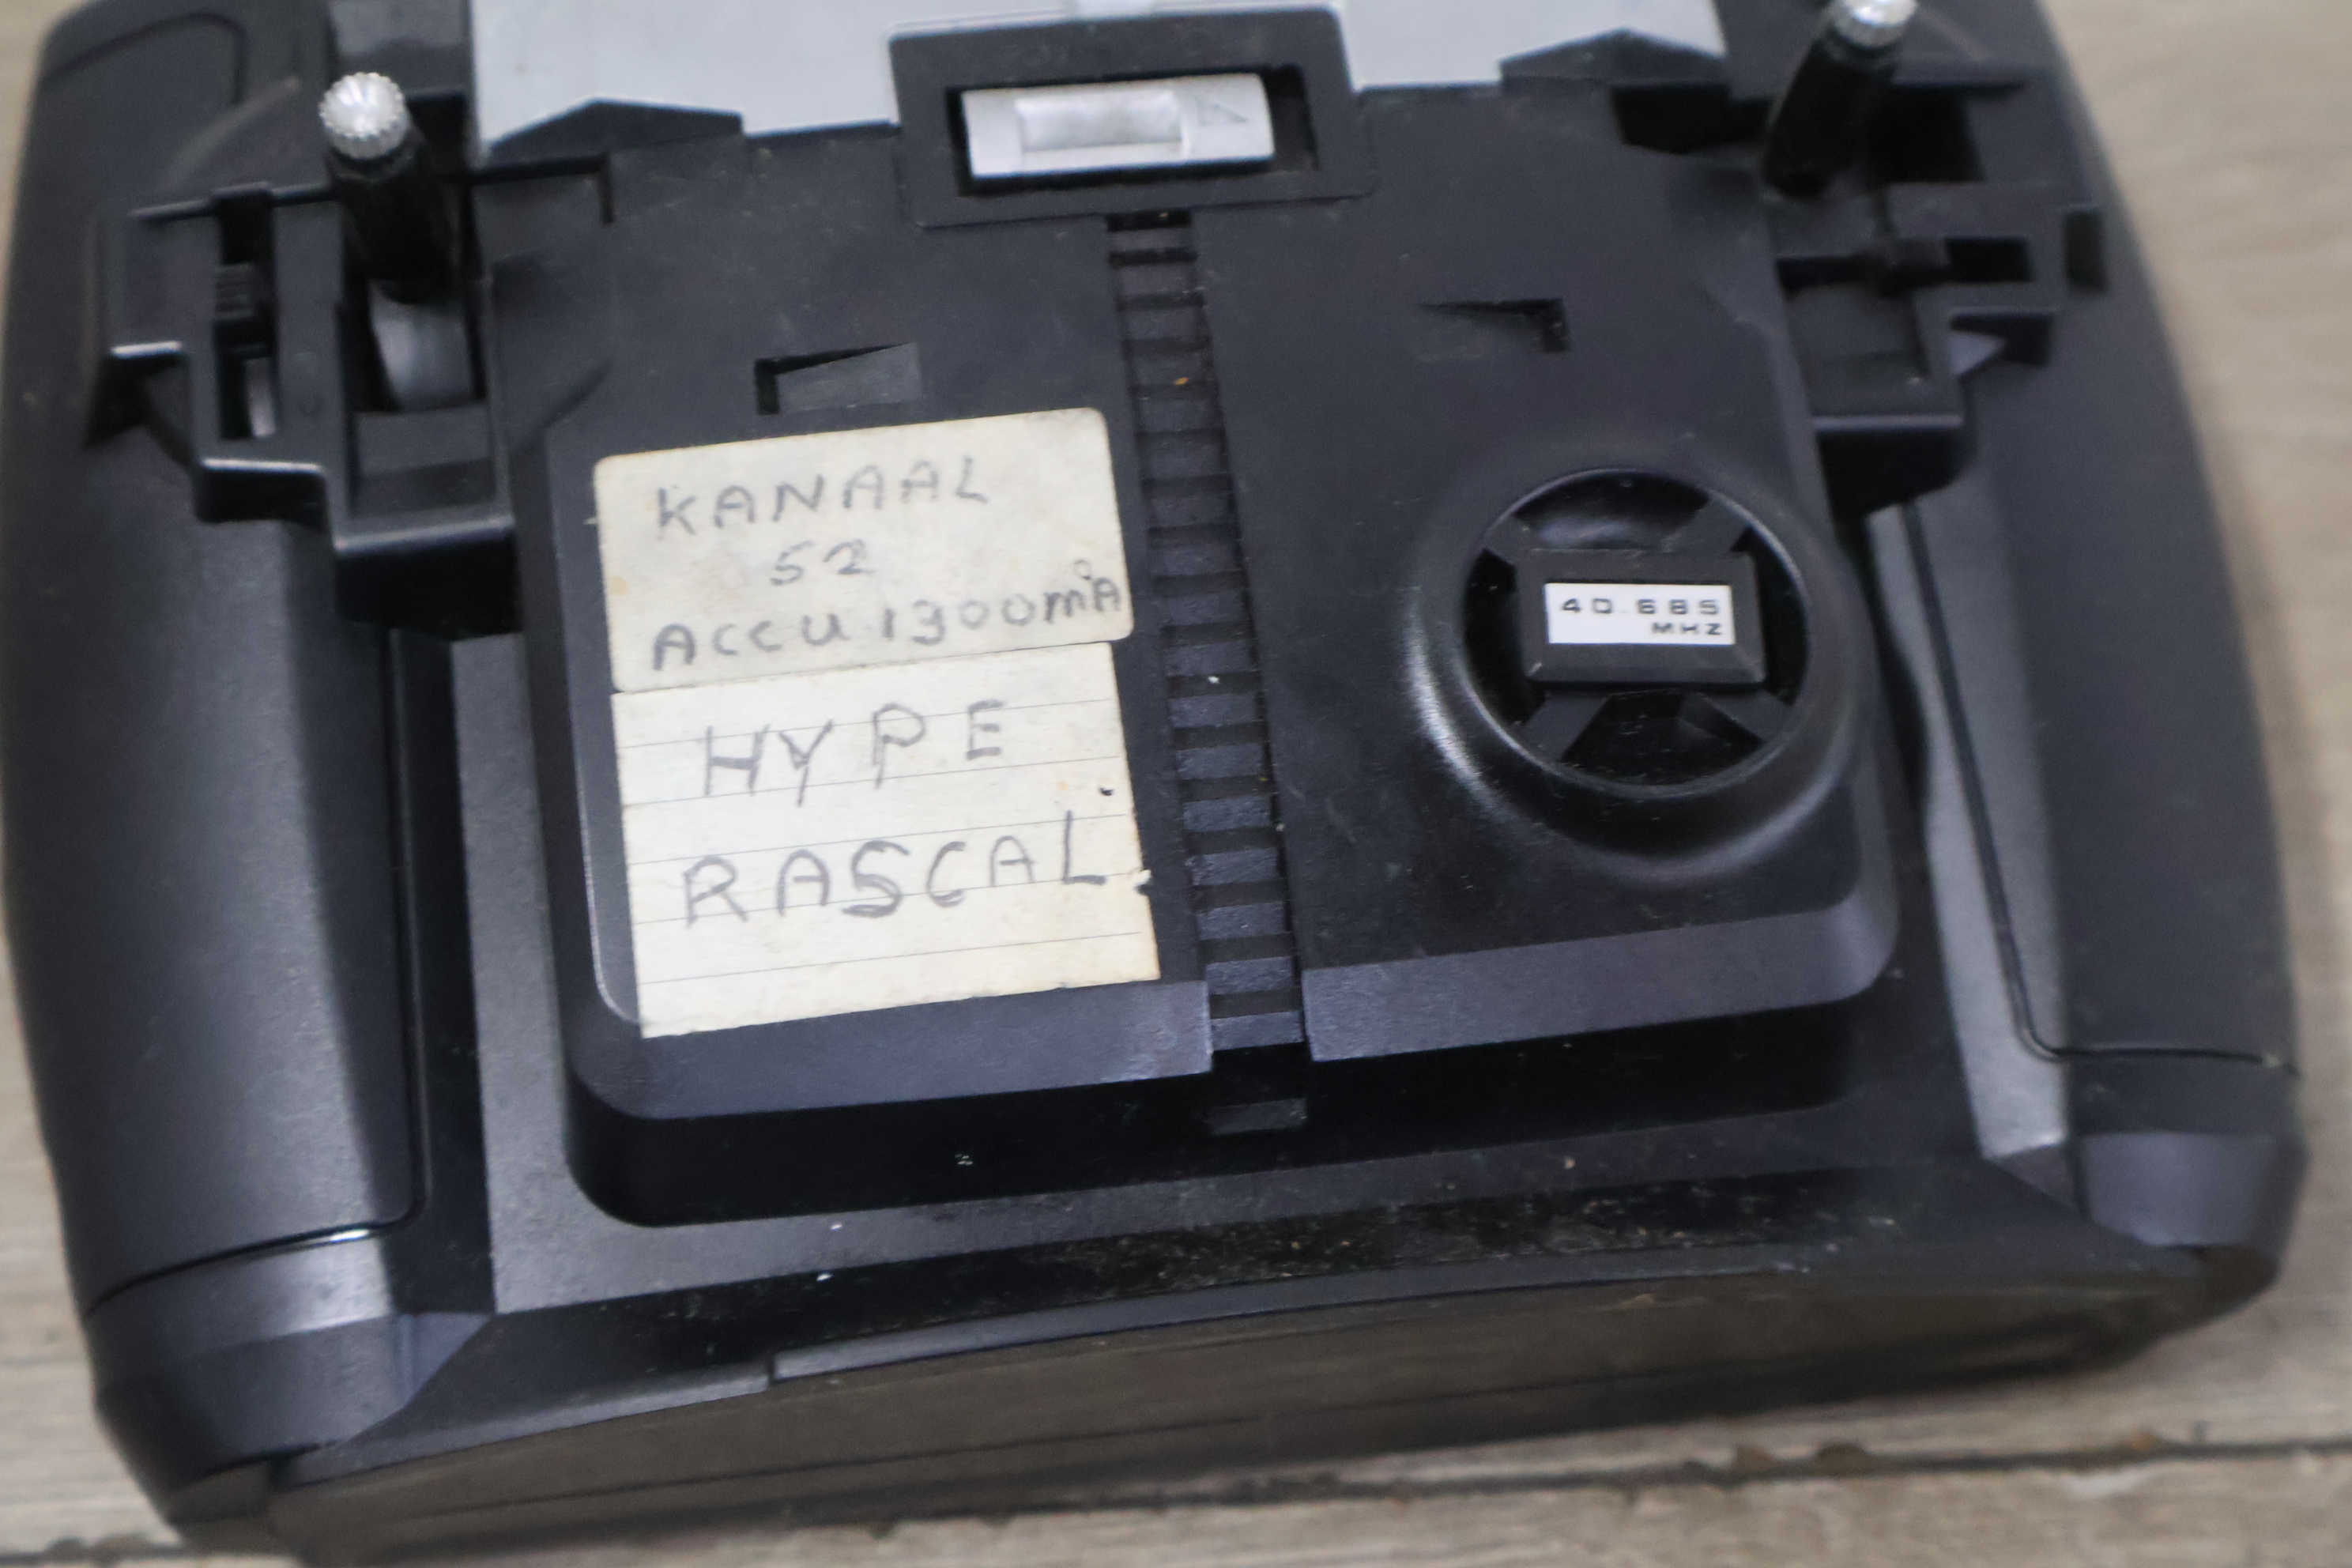 KANAAL
52
ACCU 1300mA
HYPE
RASCAL
40.685
MHZ